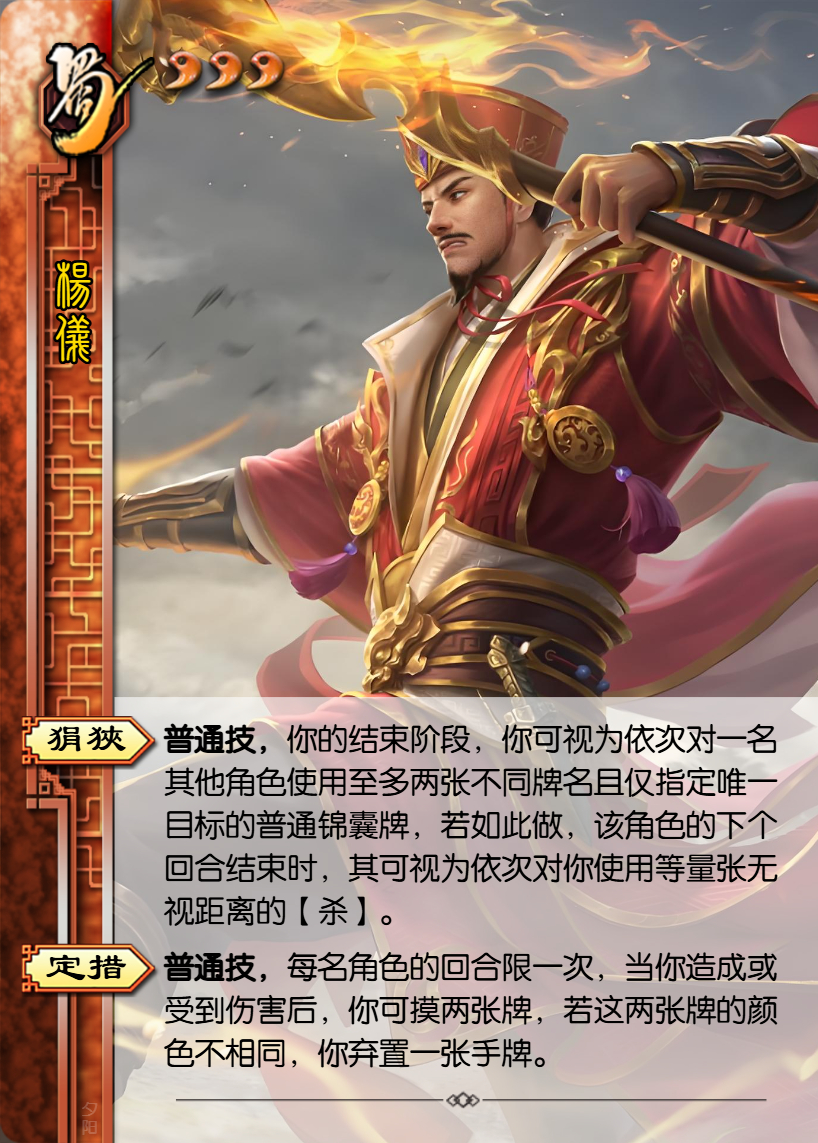 蜀
楊儀
狷狹
普通技，你的结束阶段，你可视为依次对一名
其他角色使用至多两张不同牌名且仅指定唯一
目标的普通锦囊牌，若如此做，该角色的下个
回合结束时，其可视为依次对你使用等量张无
视距离的【杀】。
定措
普通技，每名角色的回合限一次，当你造成或
受到伤害后，你可摸两张牌，若这两张牌的颜
色不相同，你弃置一张手牌。
夕阳